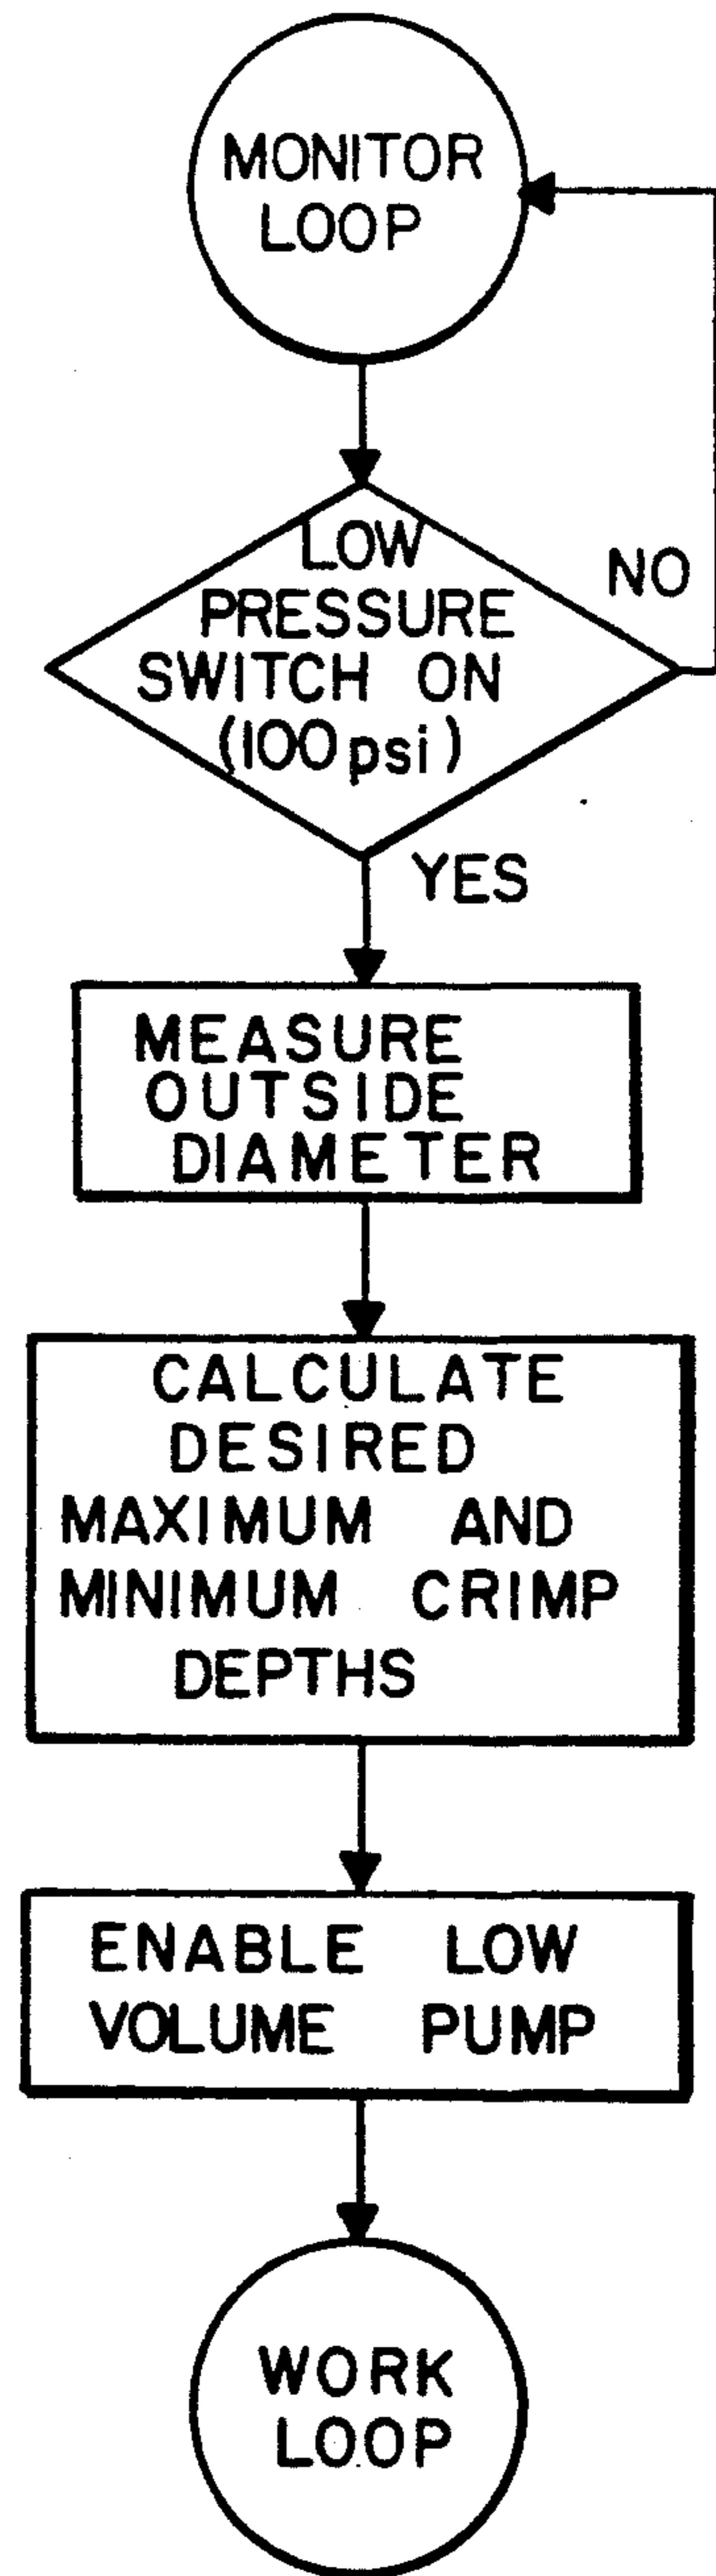 MONITOR
LOOP
LOW
PRESSURE
SWITCH ON
(100 psi)
NO
YES
MEASURE
OUTSIDE
DIAMETER
CALCULATE
DESIRED
MAXIMUM AND
MINIMUM CRIMP
DEPTHS
ENABLE LOW
VOLUME PUMP
WORK
LOOP